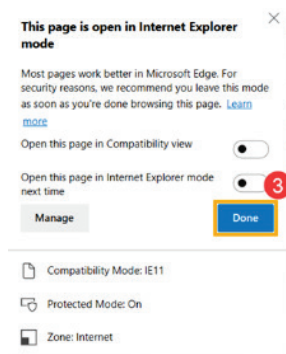 This page is open in Internet Explorer
mode
Most pages work better in Microsoft Edge. For
security reasons, we recommend you leave this mode
as soon as you're done browsing this page. Learn
more
Open this page in Compatibility view
Open this page in Internet Explorer mode
next time
3
Manage
Done
Compatibility Mode: IE11
Protected Mode: On
Zone: Internet